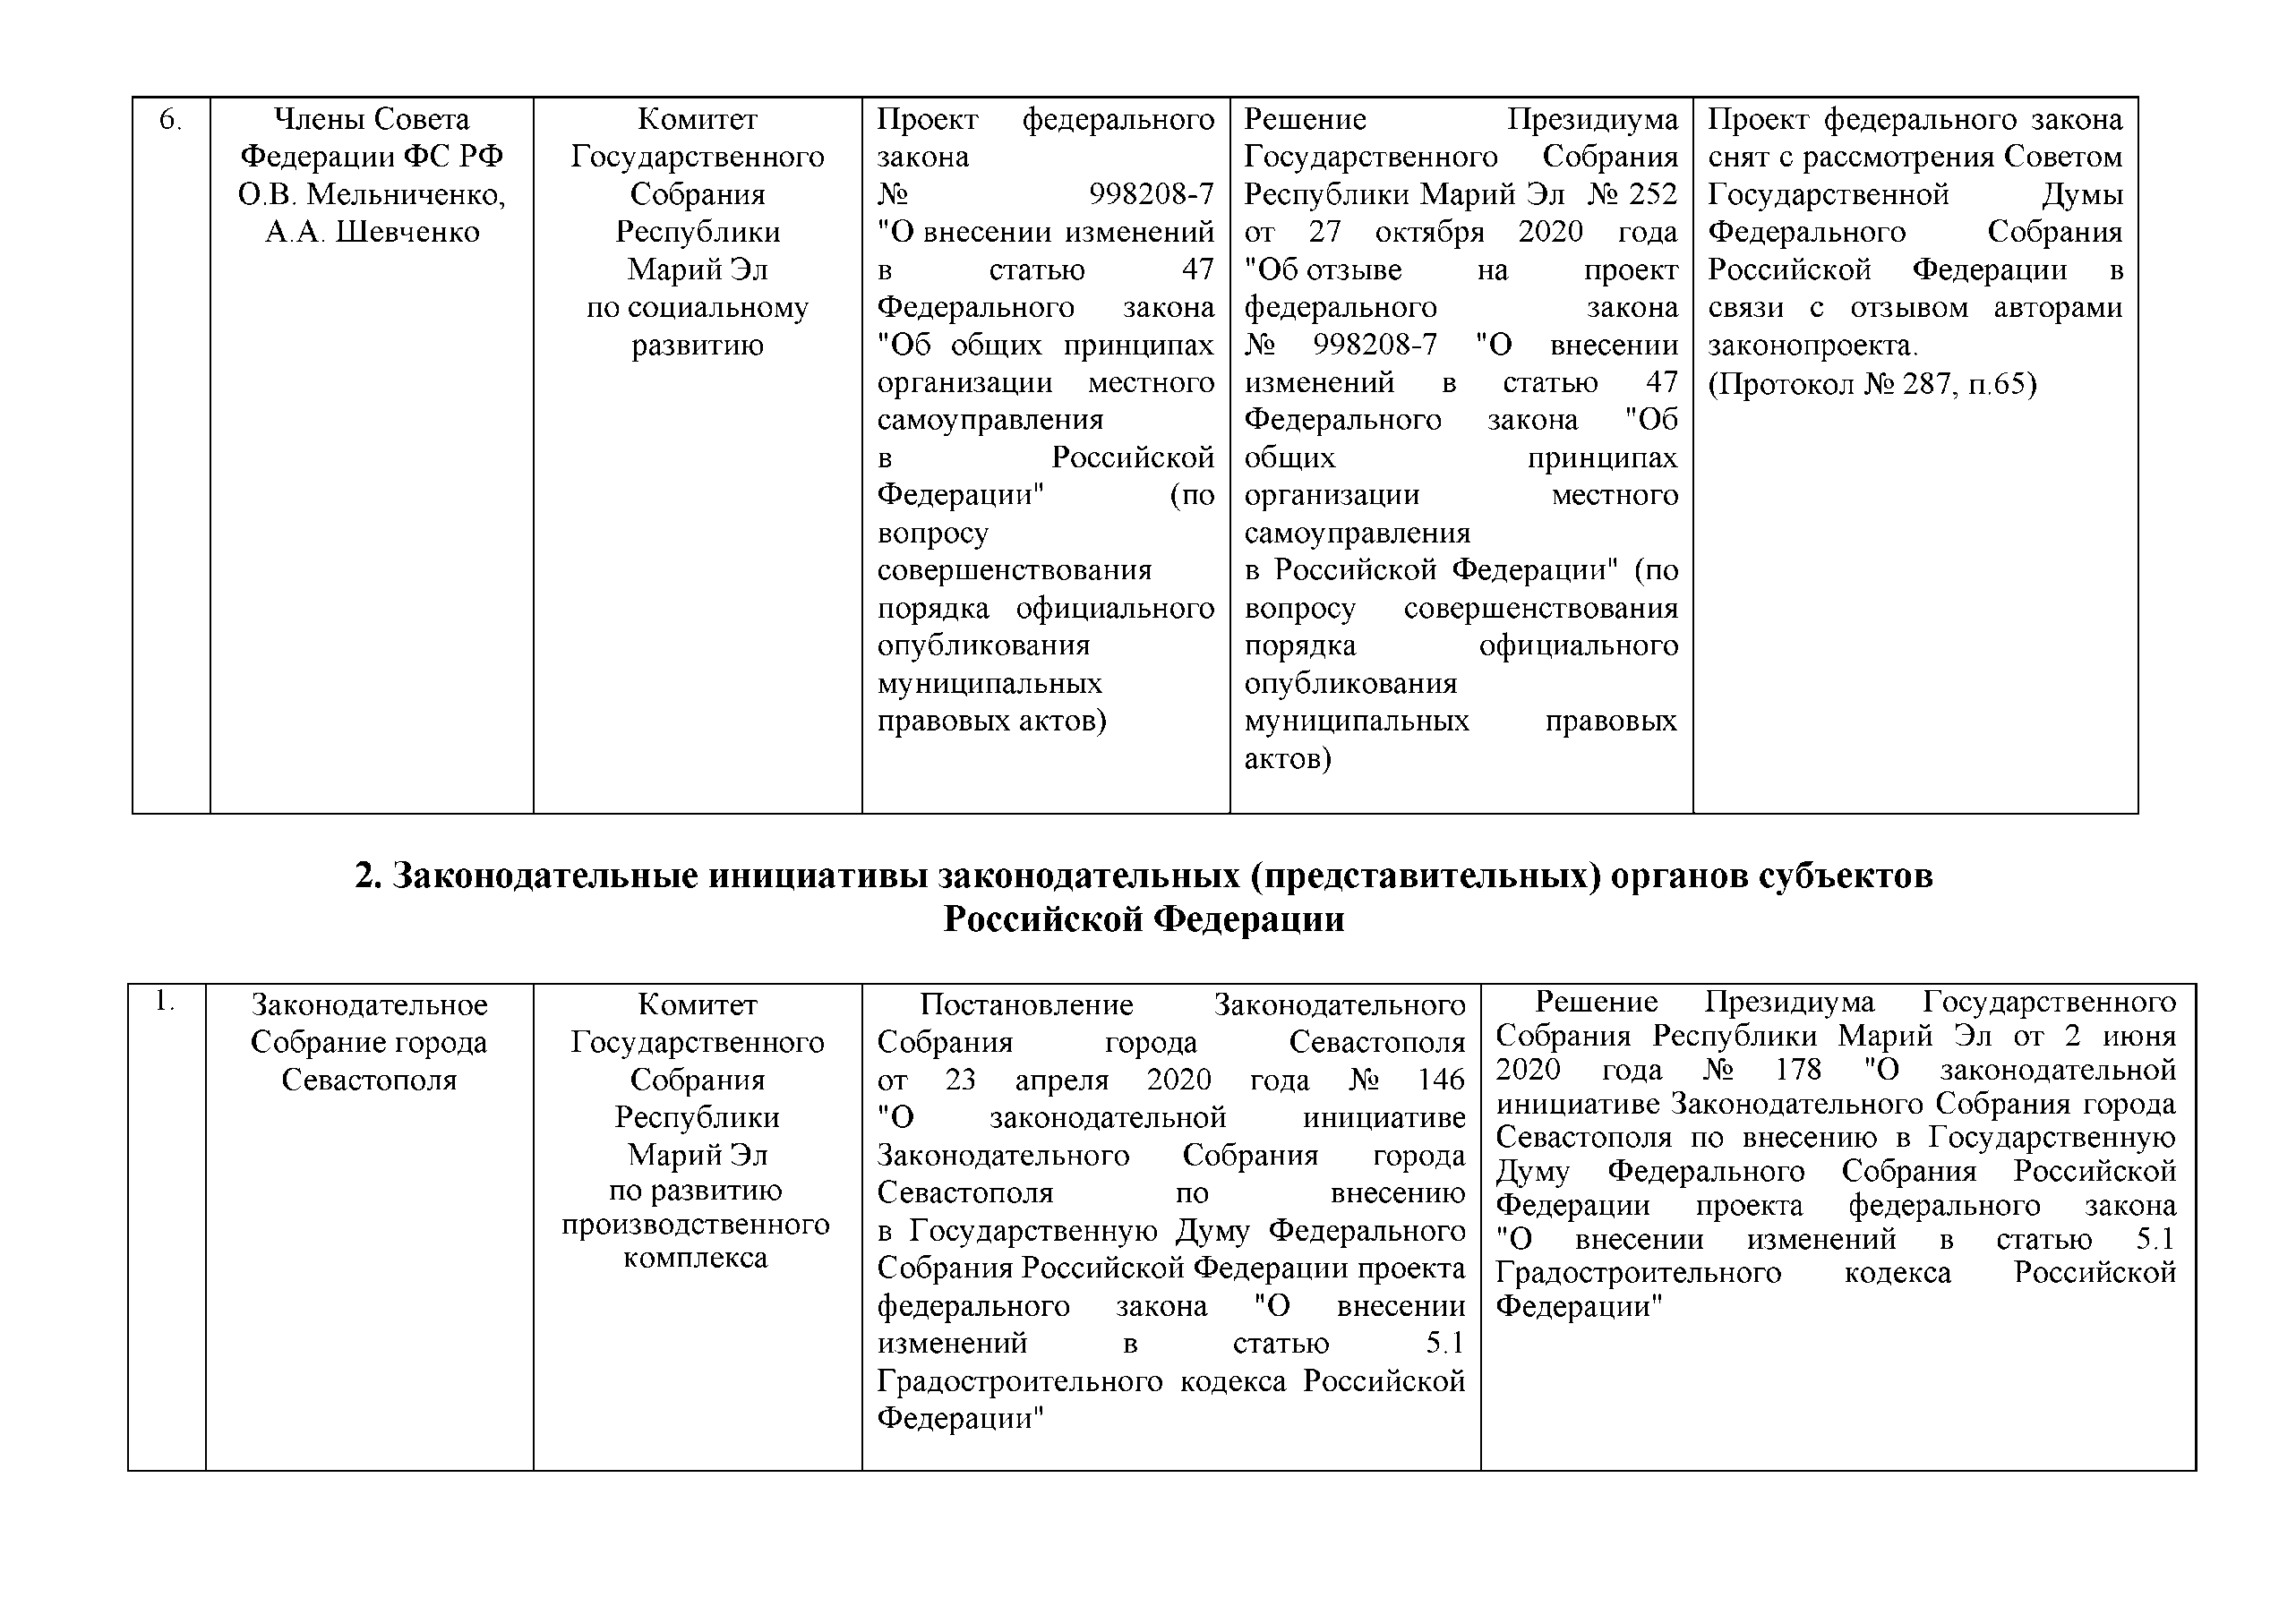 6.
Члены Совета
Федерации ФС РФ
О.В. Мельниченко,
А.А. Шевченко
Комитет
Государственного
Собрания
Республики
Марий Эл
по социальному
развитию
Проект федерального
закона
№ 998208-7
"О внесении изменений
в статью 47
Федерального закона
"Об общих принципах
организации местного
самоуправления
в Российской
Федерации" (по
вопросу
совершенствования
порядка официального
опубликования
муниципальных
правовых актов)
Решение Президиума
Государственного Собрания
Республики Марий Эл № 252
от 27 октября 2020 года
"Об отзыве на проект
федерального закона
№ 998208-7 "О внесении
изменений в статью 47
Федерального закона "Об
общих принципах
организации местного
самоуправления
в Российской Федерации" (по
вопросу совершенствования
порядка официального
опубликования
муниципальных правовых
актов)
Проект федерального закона
снят с рассмотрения Советом
Государственной Думы
Федерального Собрания
Российской Федерации в
связи с отзывом авторами
законопроекта.
(Протокол № 287, п.65)
2. Законодательные инициативы законодательных (представительных) органов субъектов
Российской Федерации
1.
Законодательное
Собрание города
Севастополя
Комитет
Государственного
Собрания
Республики
Марий Эл
по развитию
производственного
комплекса
Постановление Законодательного
Собрания города Севастополя
от 23 апреля 2020 года № 146
"О законодательной инициативе
Законодательного Собрания города
Севастополя по внесению
в Государственную Думу Федерального
Собрания Российской Федерации проекта
федерального закона "О внесении
изменений в статью 5.1
Градостроительного кодекса Российской
Федерации"
Решение Президиума Государственного
Собрания Республики Марий Эл от 2 июня
2020 года № 178 "О законодательной
инициативе Законодательного Собрания города
Севастополя по внесению в Государственную
Думу Федерального Собрания Российской
Федерации проекта федерального закона
"О внесении изменений в статью 5.1
Градостроительного кодекса Российской
Федерации"